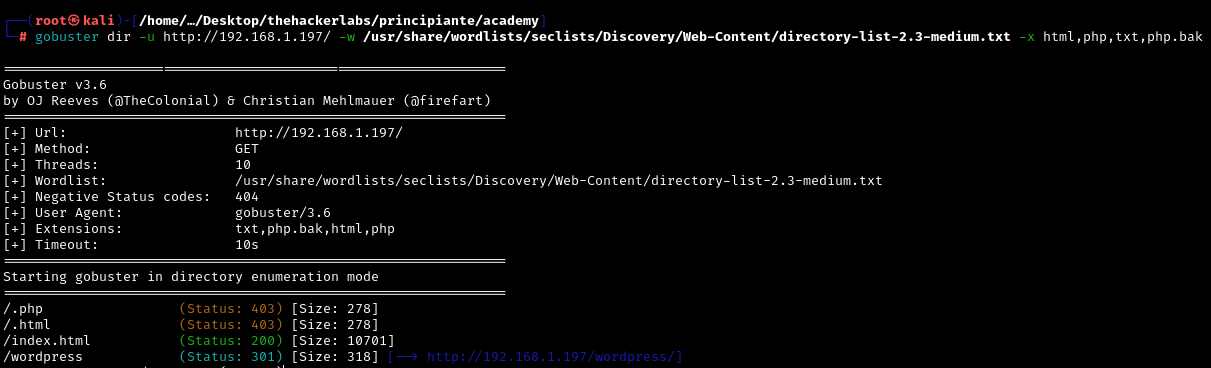 ┌──(root㉿kali)-[/home/…/Desktop/thehackerlabs/principiante/academy]
└─# gobuster dir -u http://192.168.1.197/ -w /usr/share/wordlists/seclists/Discovery/Web-Content/directory-list-2.3-medium.txt -x html,php,txt,php.bak
===============================================================
Gobuster v3.6
by OJ Reeves (@TheColonial) & Christian Mehlmauer (@firefart)
===============================================================
[+] Url:                     http://192.168.1.197/
[+] Method:                  GET
[+] Threads:                 10
[+] Wordlist:                /usr/share/wordlists/seclists/Discovery/Web-Content/directory-list-2.3-medium.txt
[+] Negative Status codes:   404
[+] User Agent:              gobuster/3.6
[+] Extensions:              txt,php.bak,html,php
[+] Timeout:                 10s
===============================================================
Starting gobuster in directory enumeration mode
===============================================================
/.php                 (Status: 403) [Size: 278]
/.html                (Status: 403) [Size: 278]
/index.html           (Status: 200) [Size: 10701]
/wordpress            (Status: 301) [Size: 318] [--> http://192.168.1.197/wordpress/]